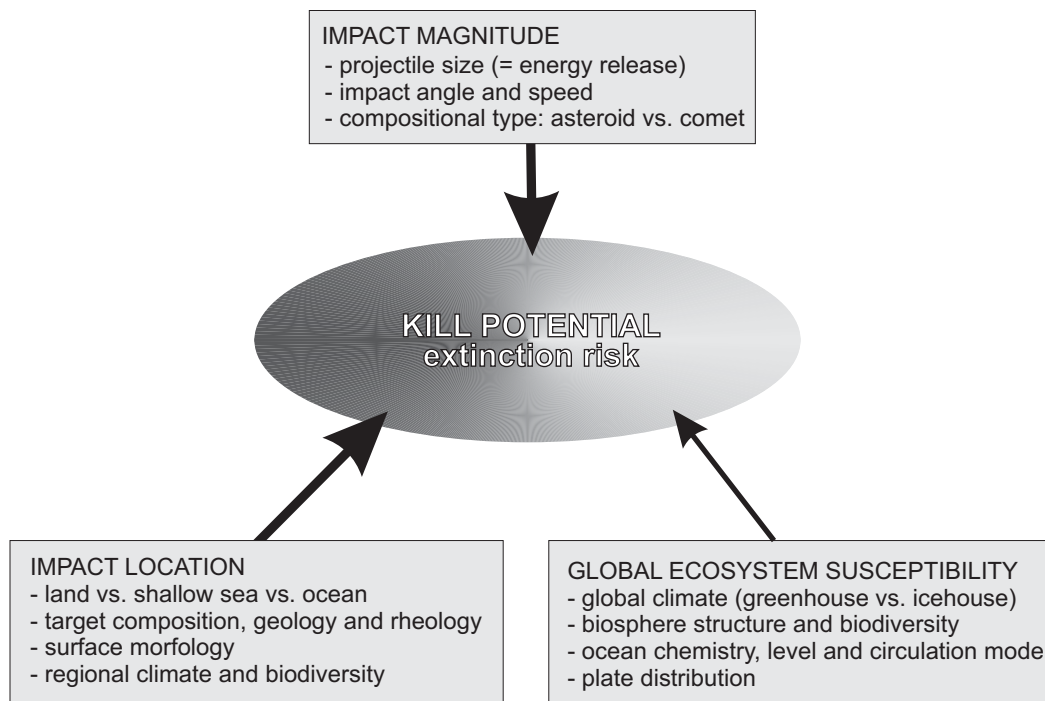 IMPACT MAGNITUDE
- projectile size (= energy release)
- impact angle and speed
- compositional type: asteroid vs. comet
KILL POTENTIAL
extinction risk
IMPACT LOCATION
- land vs. shallow sea vs. ocean
- target composition, geology and rheology
- surface morfology
- regional climate and biodiversity
GLOBAL ECOSYSTEM SUSCEPTIBILITY
- global climate (greenhouse vs. icehouse)
- biosphere structure and biodiversity
- ocean chemistry, level and circulation mode
- plate distribution